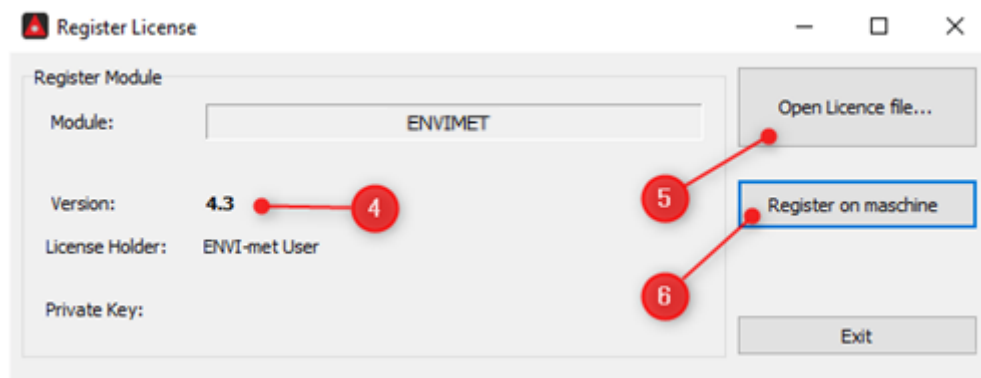 Register License
Register Module
Module: ENVIMET
Open Licence file...
5
Version: 4.3
4
Register on maschine
License Holder: ENVI-met User
6
Private Key:
Exit